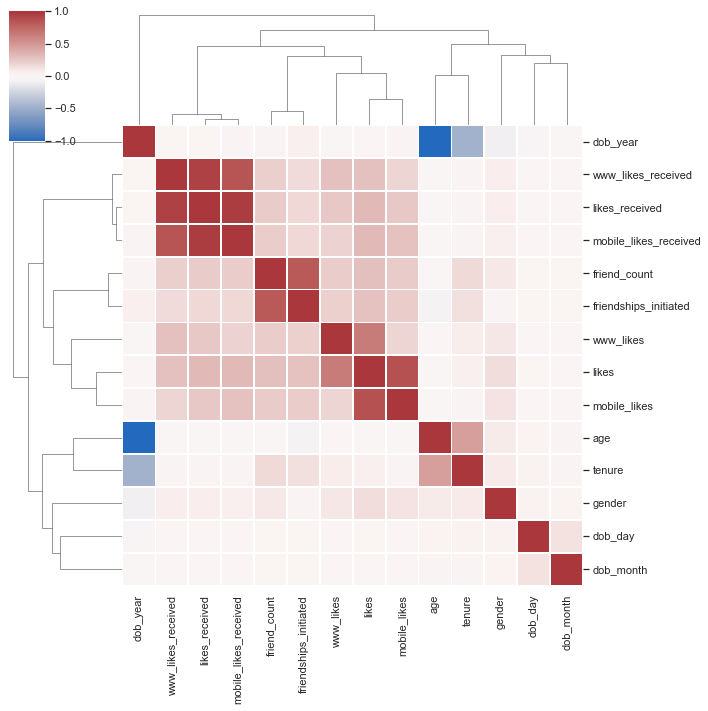 1.0
0.5
0.0
−0.5
−1.0
dob_year
www_likes_received
likes_received
mobile_likes_received
friend_count
friendships_initiated
www_likes
likes
mobile_likes
age
tenure
gender
dob_day
dob_month
dob_year
www_likes_received
likes_received
mobile_likes_received
friend_count
friendships_initiated
www_likes
likes
mobile_likes
age
tenure
gender
dob_day
dob_month